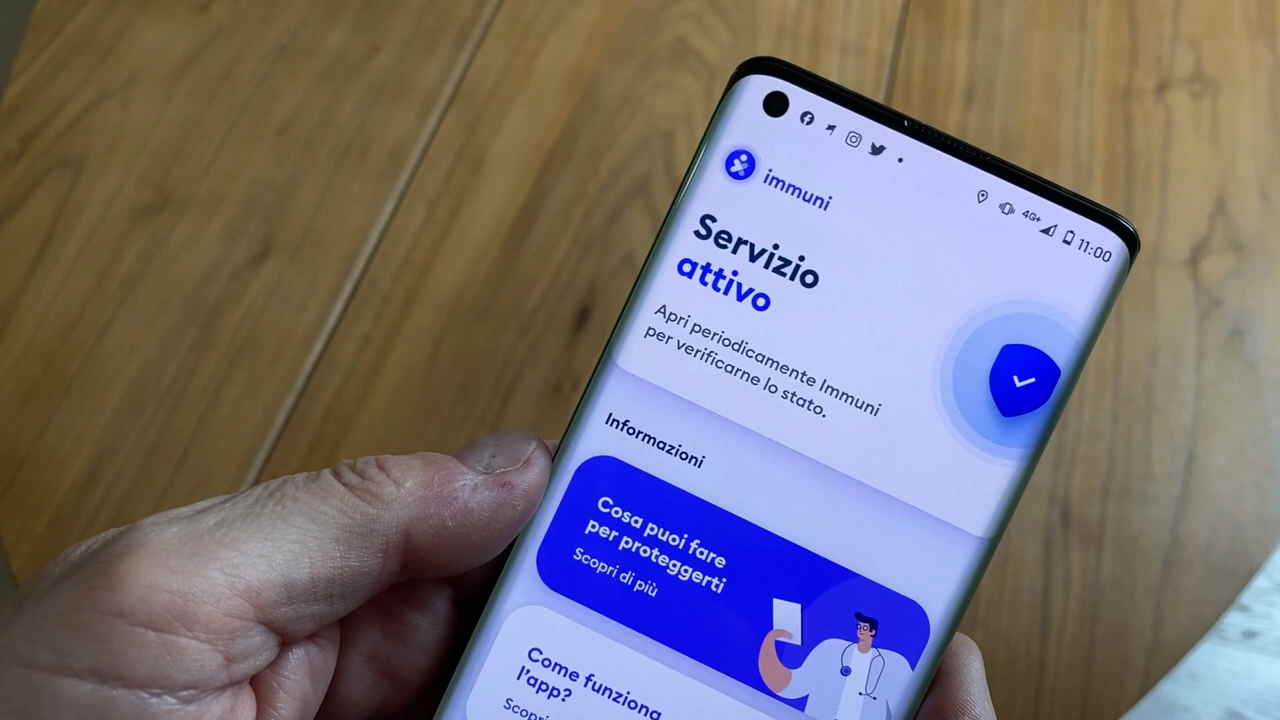 4G+ 11:00
immuni
Servizio
attivo
Apri periodicamente Immuni
per verificarne lo stato.
Informazioni
Cosa puoi fare
per proteggerti
Scopri di più
Come funziona
l'app?